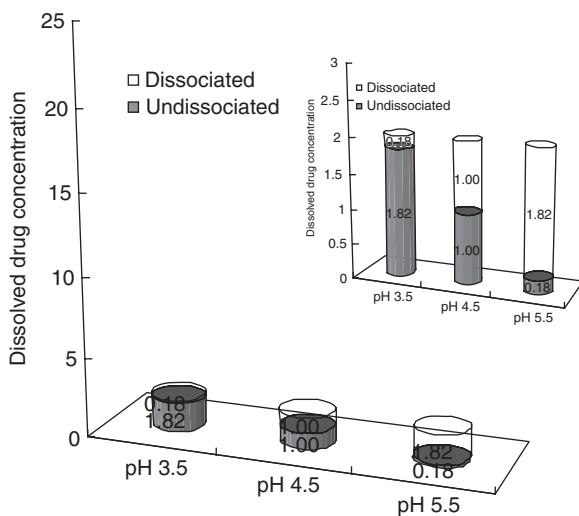 Dissolved drug concentration
25
20
15
10
5
0
Dissociated
Undissociated
0.18
1.82
1.00
1.00
1.82
0.18
pH 3.5
pH 4.5
pH 5.5
Dissolved drug concentration
3
2.5
2
1.5
1
0.5
0
Dissociated
Undissociated
0.18
1.82
1.00
1.00
1.82
0.18
pH 3.5
pH 4.5
pH 5.5